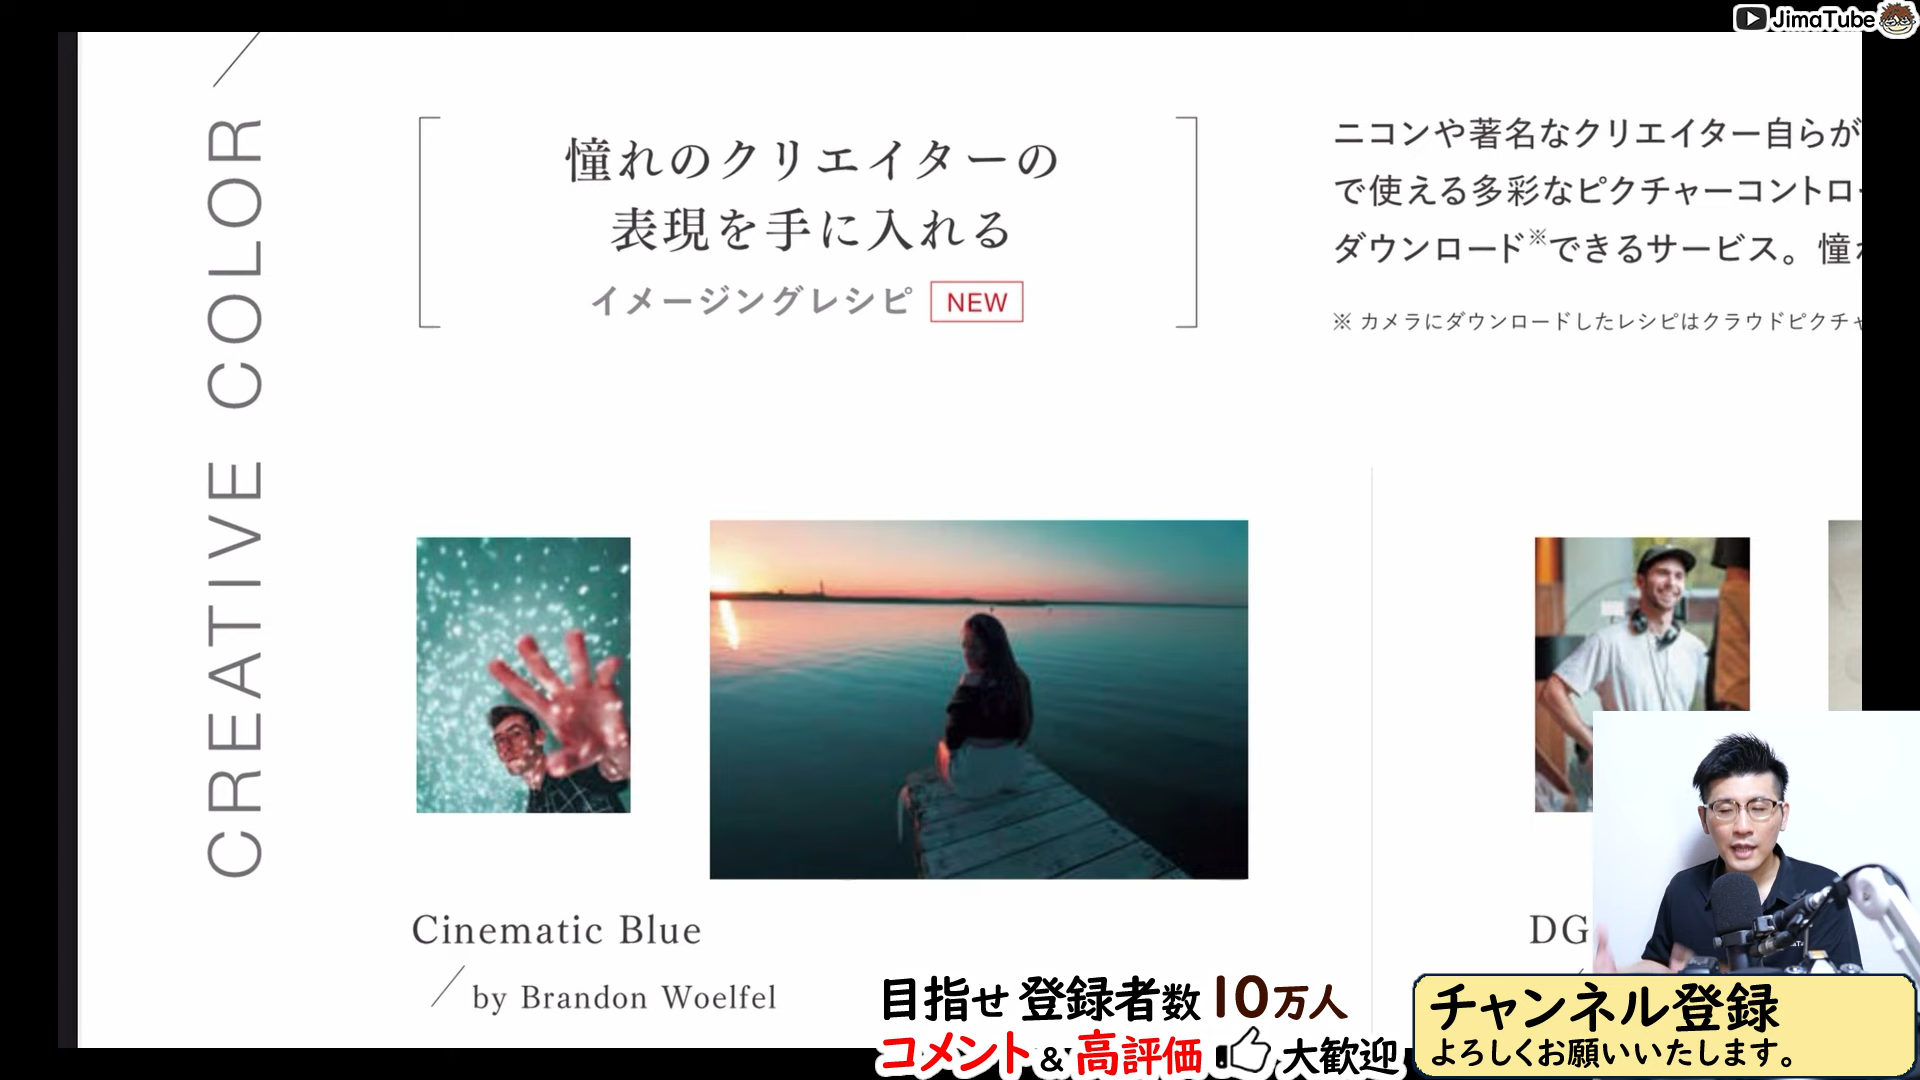 JimaTube
CREATIVE COLOR
憧れのクリエイターの
表現を手に入れる
イメージングレシピ NEW
ニコンや著名なクリエイター自らが
で使える多彩なピクチャーコントロー
ダウンロード※できるサービス。憧れ
※ カメラにダウンロードしたレシピはクラウドピクチャ
Cinematic Blue
by Brandon Woelfel
DG
目指せ 登録者数 10万人
コメント & 高評価 大歓迎
チャンネル登録
よろしくお願いいたします。